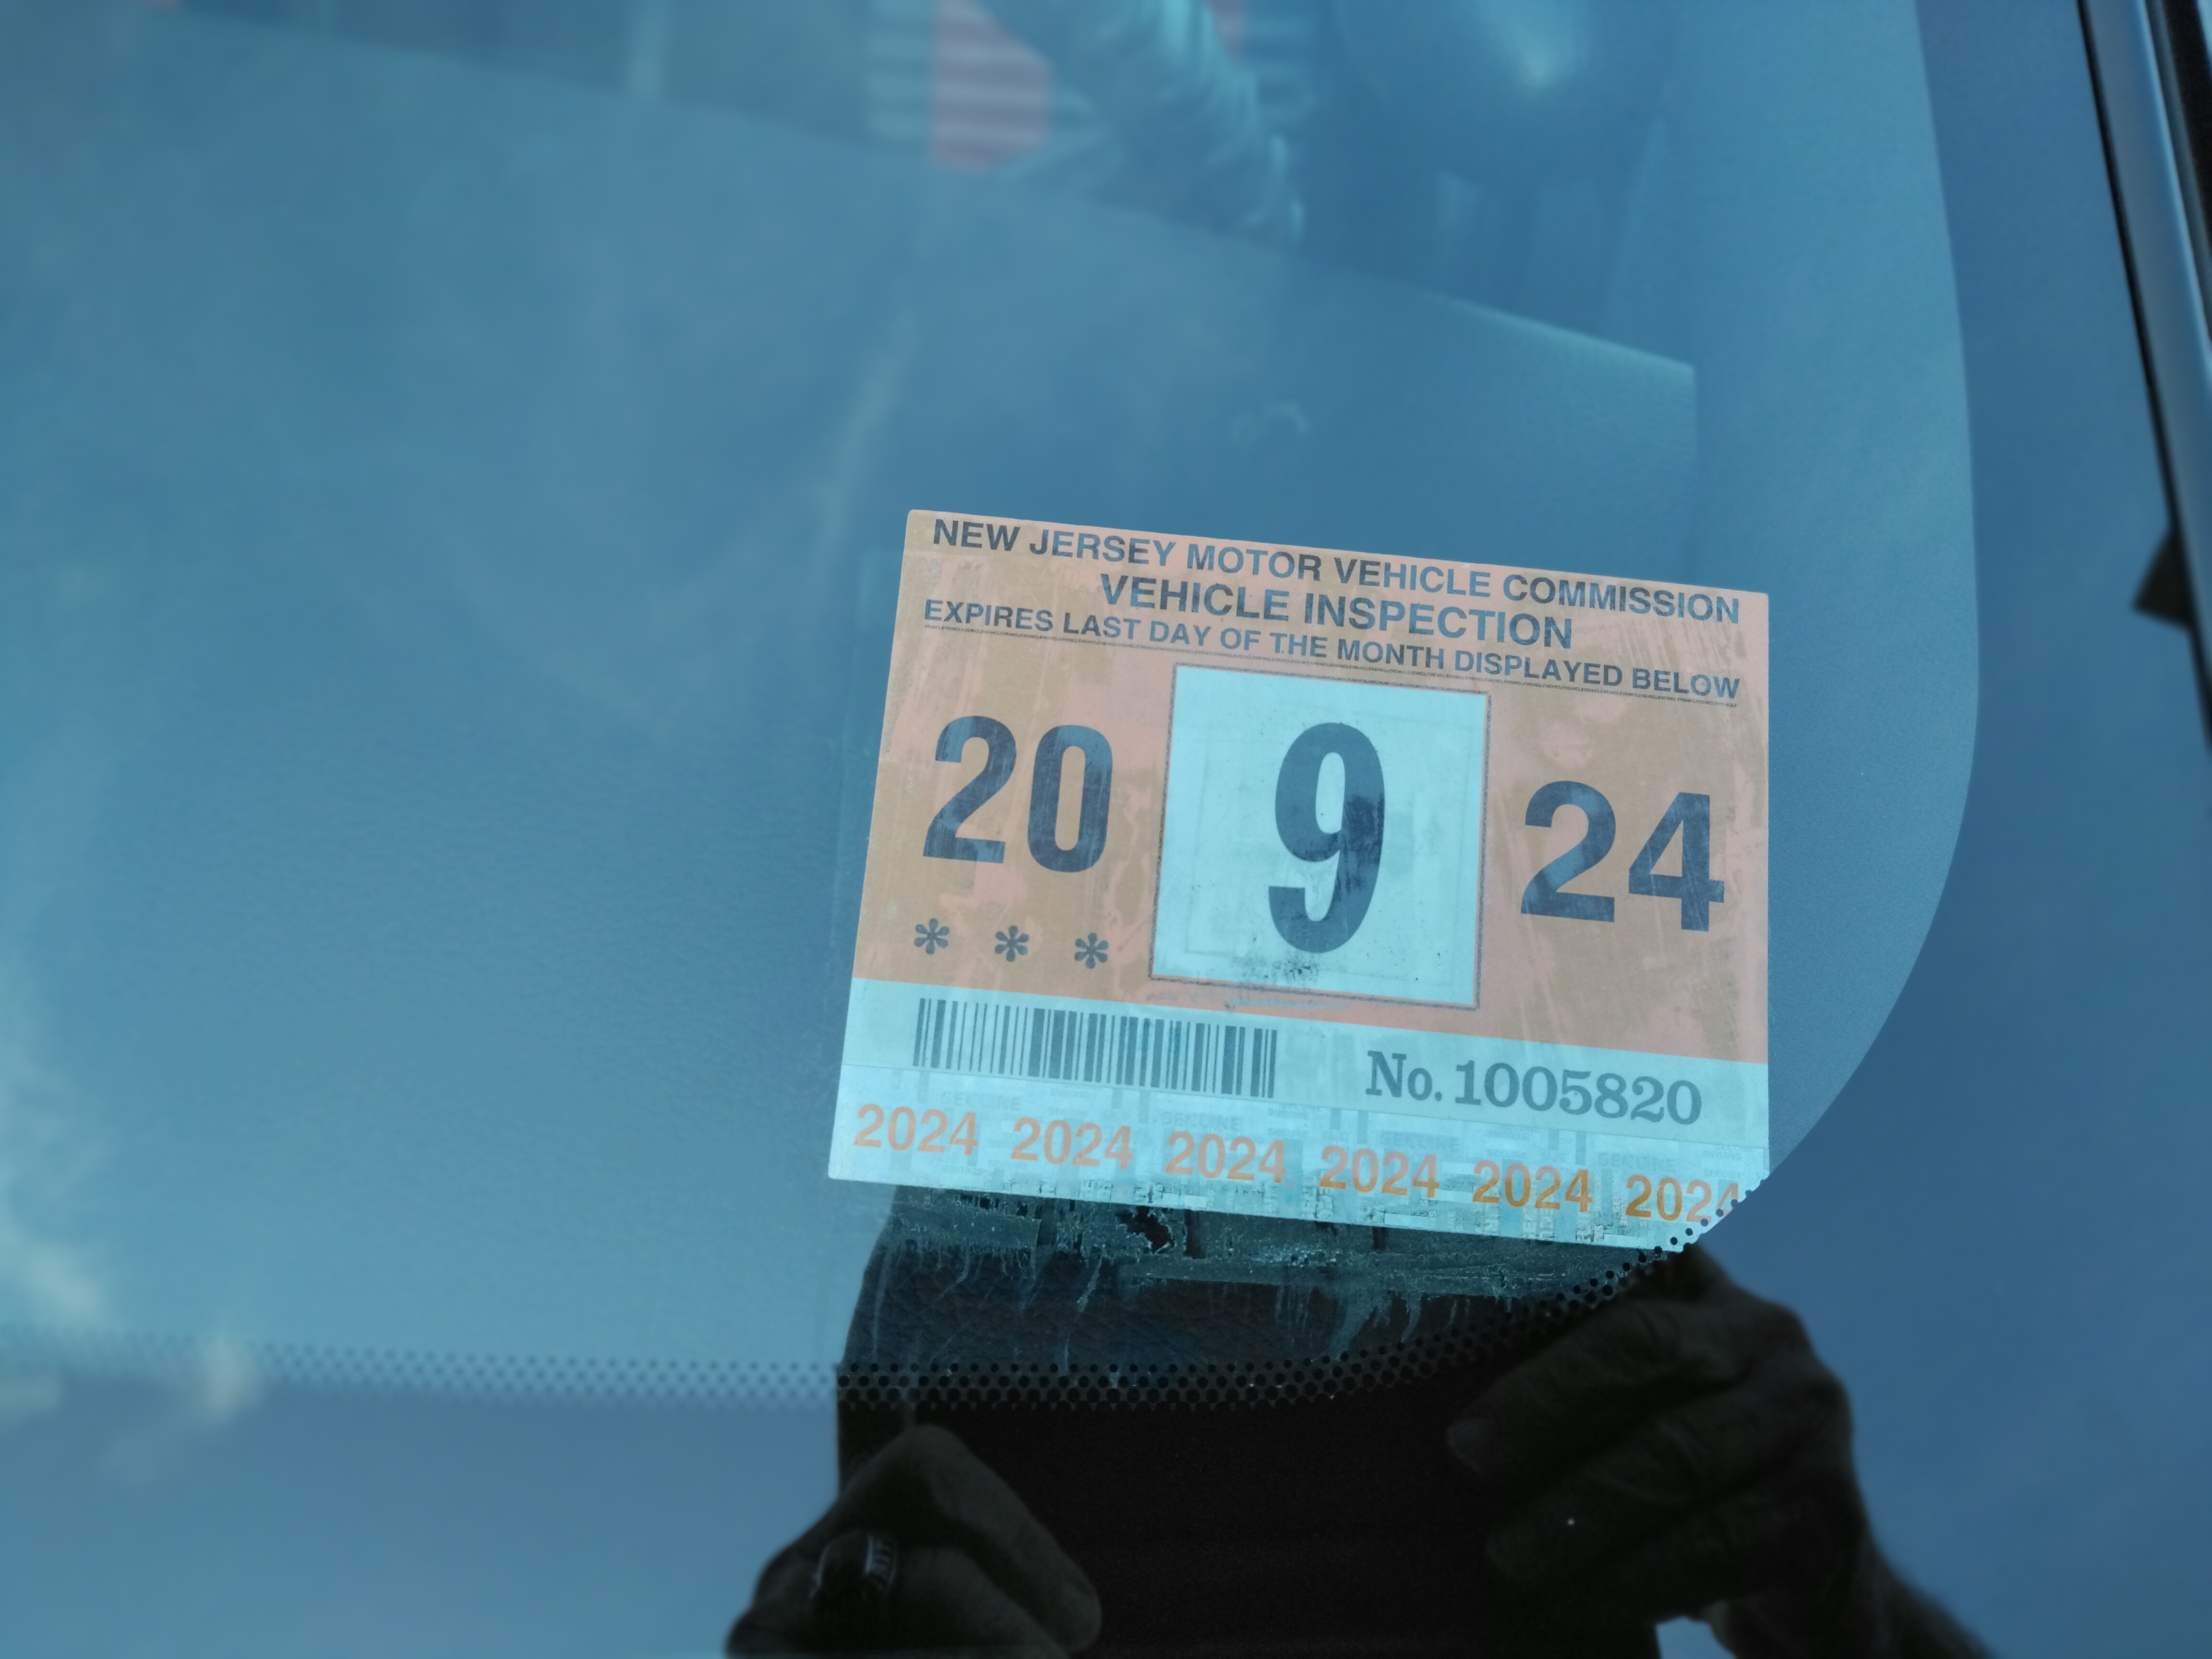 NEW JERSEY MOTOR VEHICLE COMMISSION
VEHICLE INSPECTION
EXPIRES LAST DAY OF THE MONTH DISPLAYED BELOW
20 9 24
* * *
No. 1005820
2024 2024 2024 2024 2024 2024